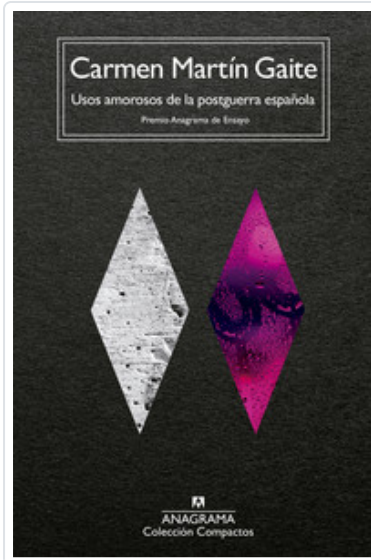 Carmen Martín Gaite
Usos amorosos de la postguerra española
Premio Anagrama de Ensayo
ANAGRAMA
Colección Compactos